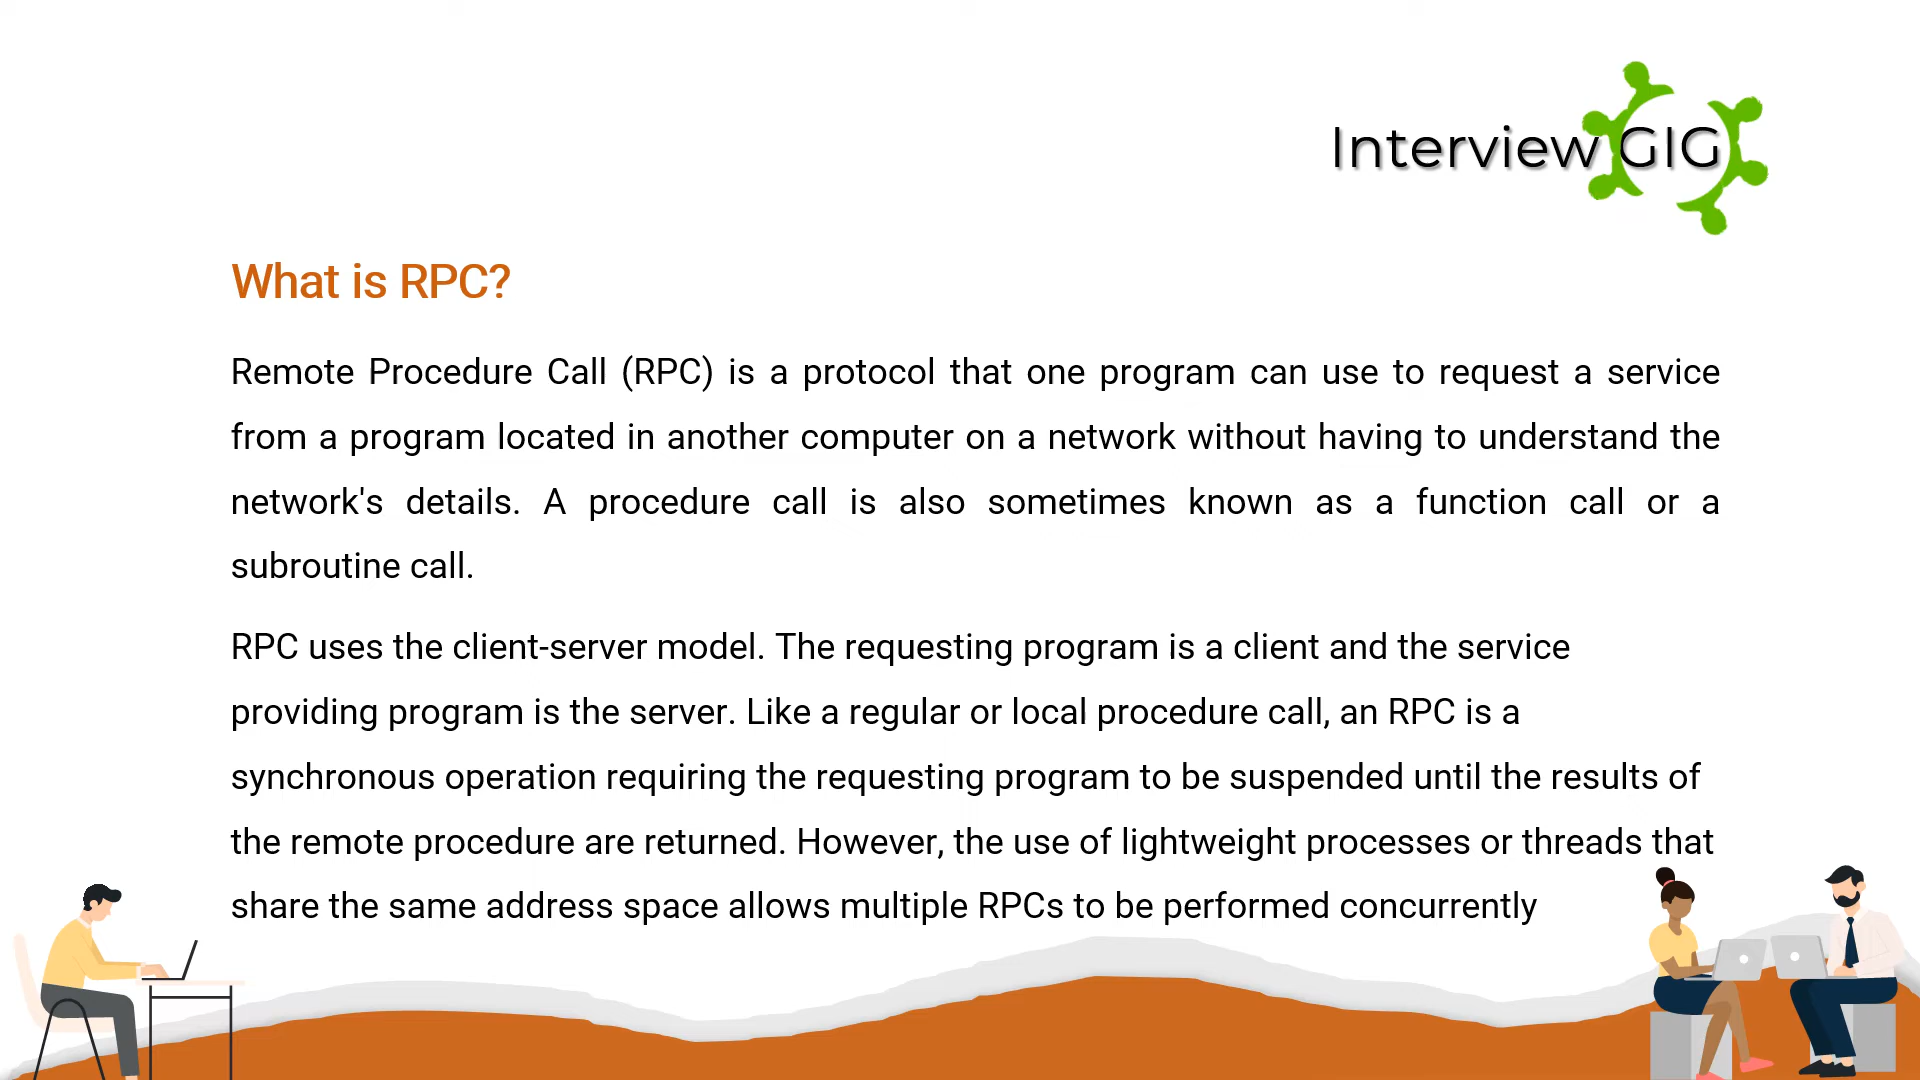 Interview GIG
What is RPC?
Remote Procedure Call (RPC) is a protocol that one program can use to request a service
from a program located in another computer on a network without having to understand the
network's details. A procedure call is also sometimes known as a function call or a
subroutine call.
RPC uses the client-server model. The requesting program is a client and the service
providing program is the server. Like a regular or local procedure call, an RPC is a
synchronous operation requiring the requesting program to be suspended until the results of
the remote procedure are returned. However, the use of lightweight processes or threads that
share the same address space allows multiple RPCs to be performed concurrently